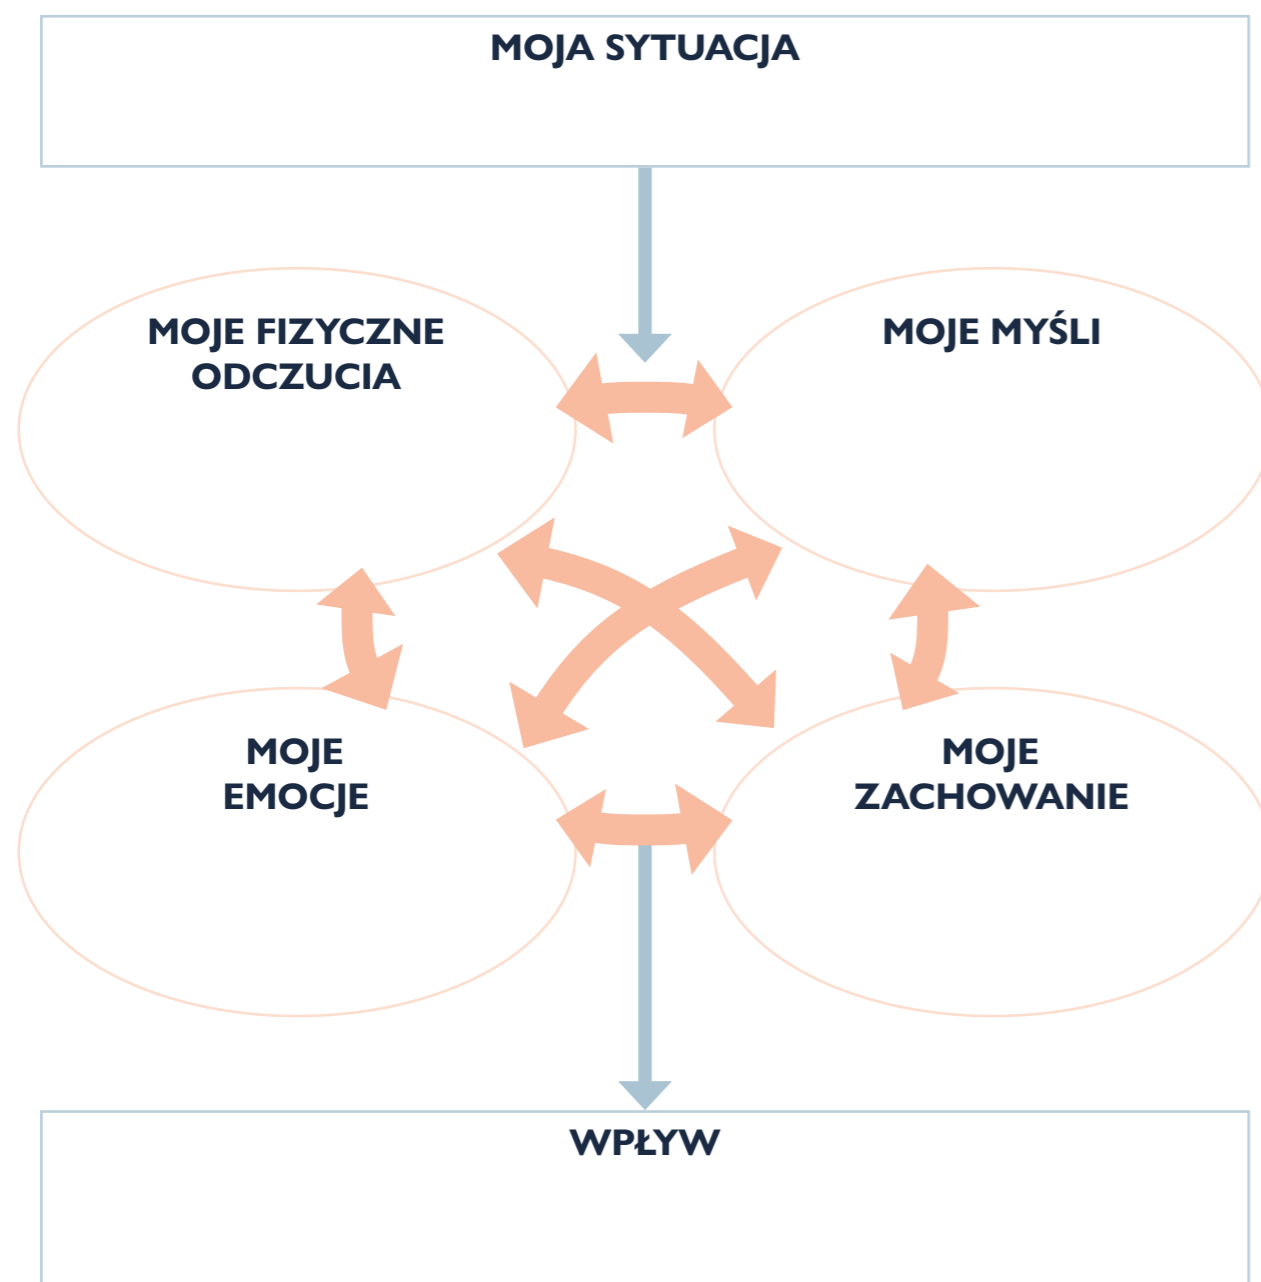 MOJA SYTUACJA
MOJE FIZYCZNE
ODCZUCIA
MOJE MYŚLI
MOJE
EMOCJE
MOJE
ZACHOWANIE
WPŁYW